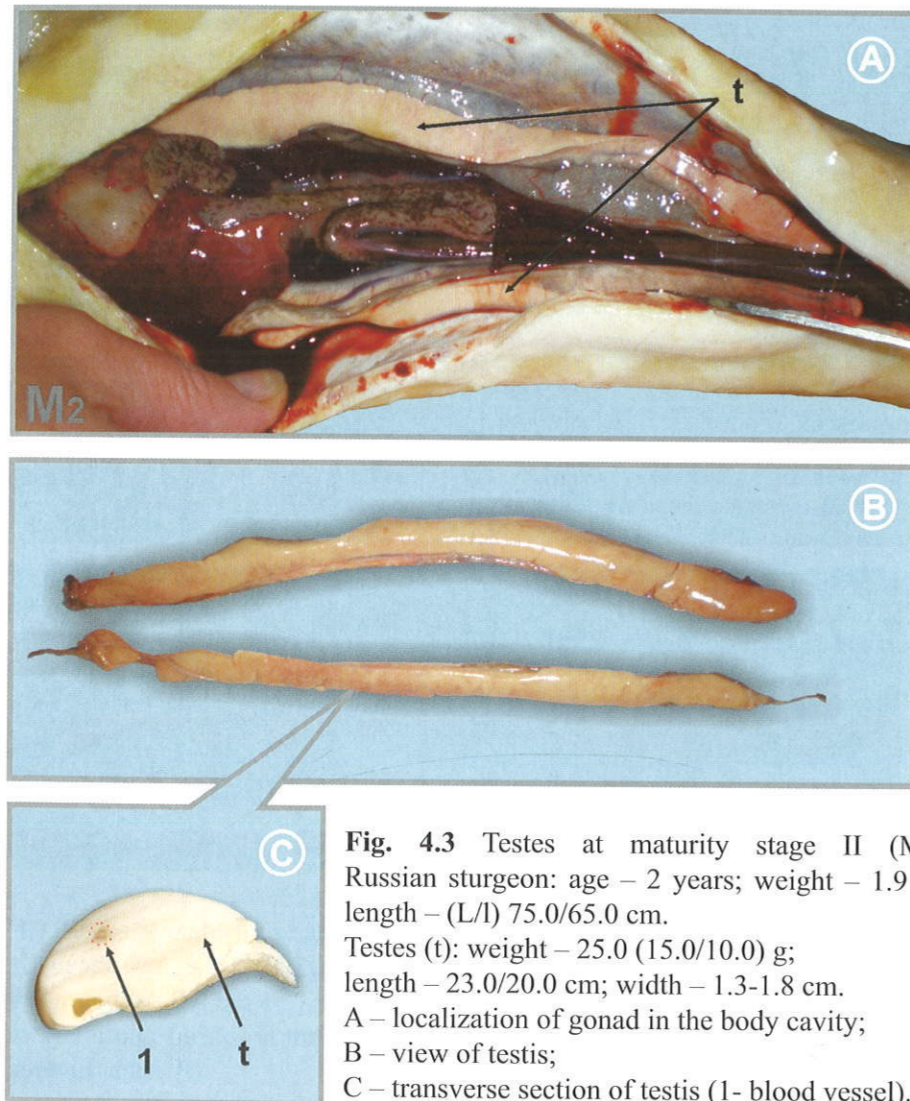 A
t
M2
B
C
1 t
Fig. 4.3 Testes at maturity stage II (M
Russian sturgeon: age – 2 years; weight – 1.9
length – (L/l) 75.0/65.0 cm.
Testes (t): weight – 25.0 (15.0/10.0) g;
length – 23.0/20.0 cm; width – 1.3-1.8 cm.
A – localization of gonad in the body cavity;
B – view of testis;
C – transverse section of testis (1- blood vessel).